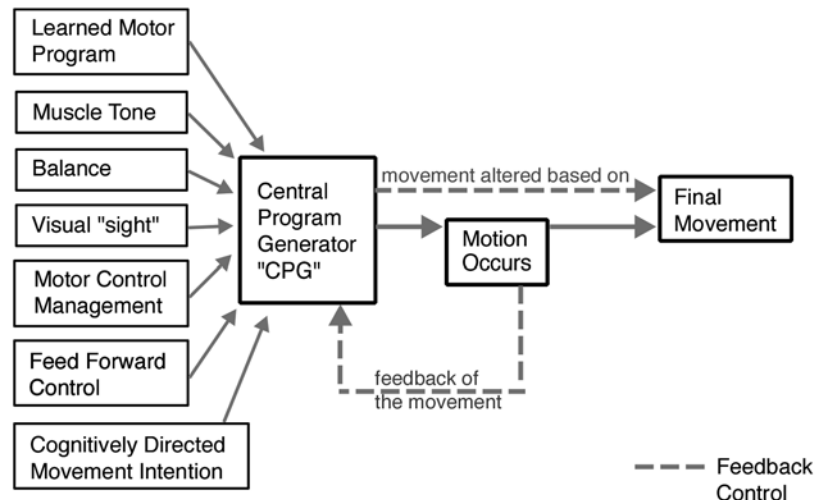 Learned Motor
Program
Muscle Tone
Balance
Visual "sight"
Motor Control
Management
Feed Forward
Control
Cognitively Directed
Movement Intention
Central
Program
Generator
"CPG"
movement altered based on
Motion
Occurs
Final
Movement
feedback of
the movement
Feedback
Control